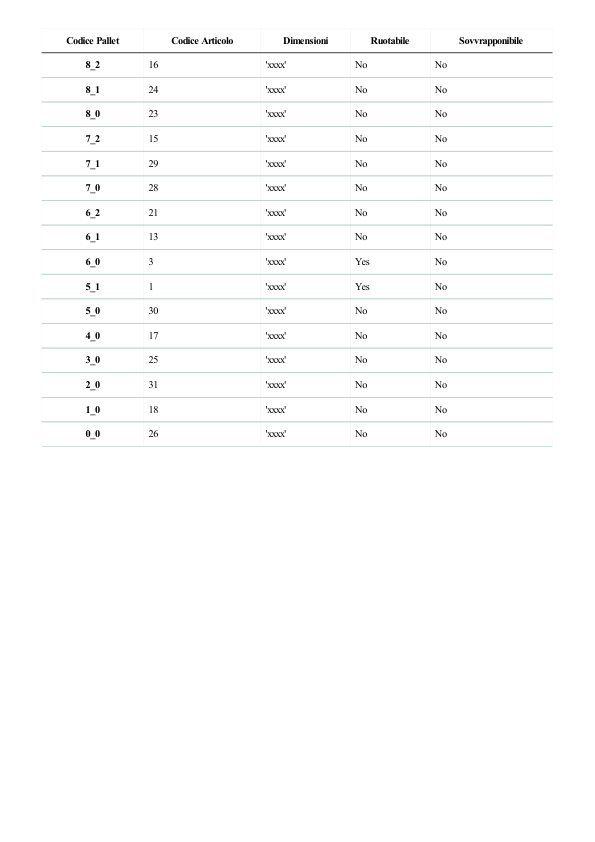 Codice Pallet Codice Articolo Dimensioni Ruotabile Sovvrapponibile
8_2 16 'xxxx' No No
8_1 24 'xxxx' No No
8_0 23 'xxxx' No No
7_2 15 'xxxx' No No
7_1 29 'xxxx' No No
7_0 28 'xxxx' No No
6_2 21 'xxxx' No No
6_1 13 'xxxx' No No
6_0 3 'xxxx' Yes No
5_1 1 'xxxx' Yes No
5_0 30 'xxxx' No No
4_0 17 'xxxx' No No
3_0 25 'xxxx' No No
2_0 31 'xxxx' No No
1_0 18 'xxxx' No No
0_0 26 'xxxx' No No